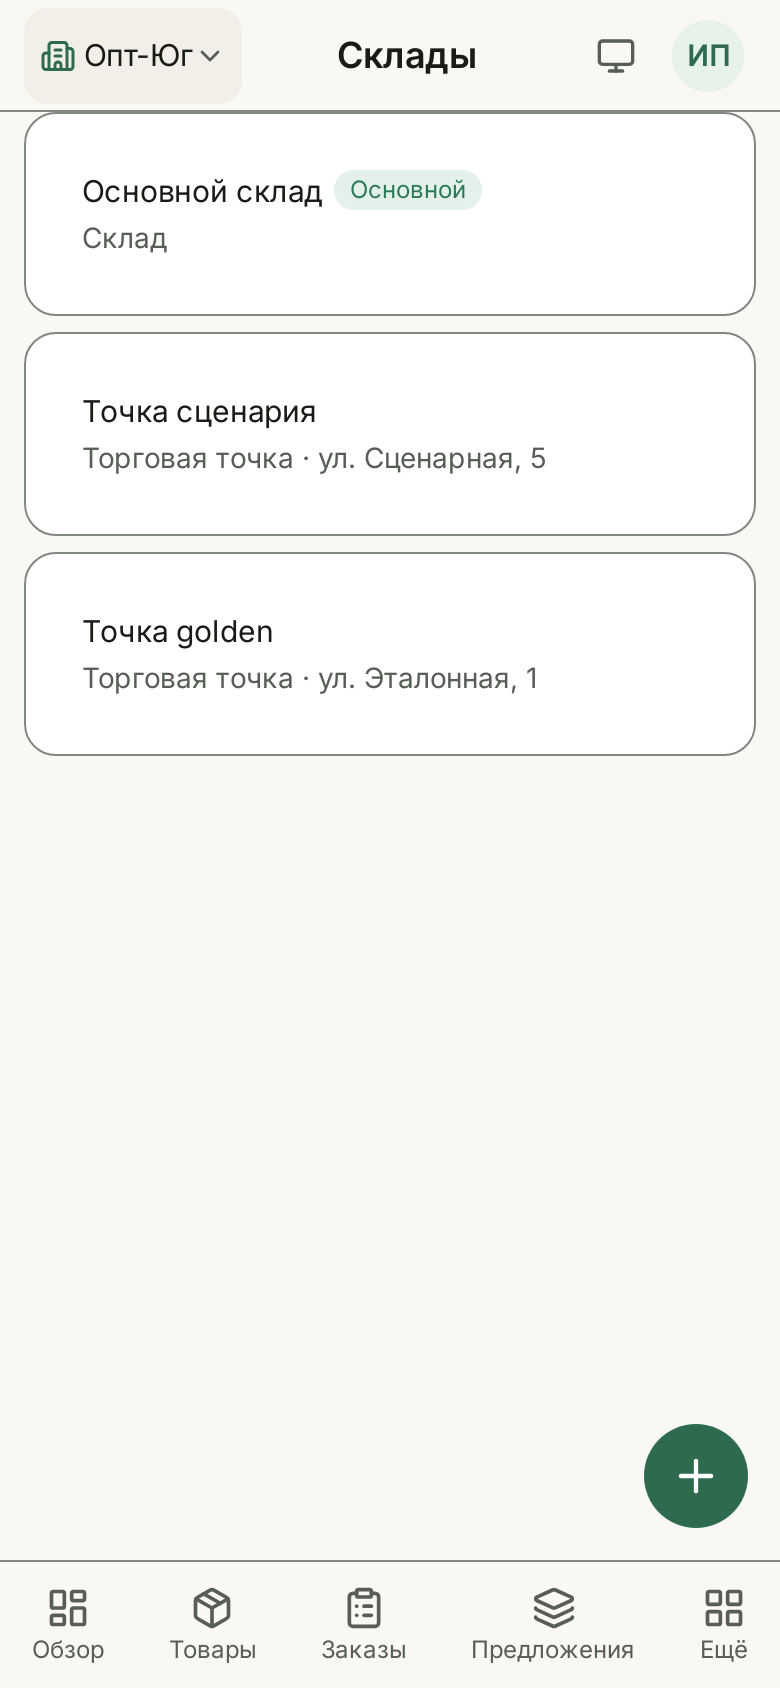 Опт-Юг
Склады
ИП
Основной склад Основной
Склад
Точка сценария
Торговая точка · ул. Сценарная, 5
Точка golden
Торговая точка · ул. Эталонная, 1
Обзор Товары Заказы Предложения Ещё